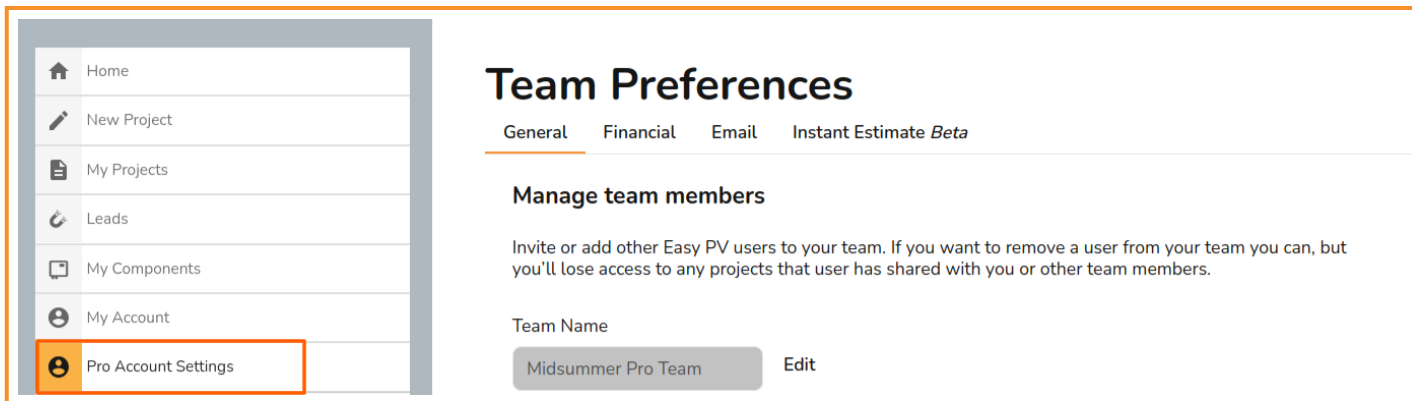 Home
New Project
My Projects
Leads
My Components
My Account
Pro Account Settings
Team Preferences
General Financial Email Instant Estimate Beta
Manage team members
Invite or add other Easy PV users to your team. If you want to remove a user from your team you can, but
you'll lose access to any projects that user has shared with you or other team members.
Team Name
Midsummer Pro Team Edit